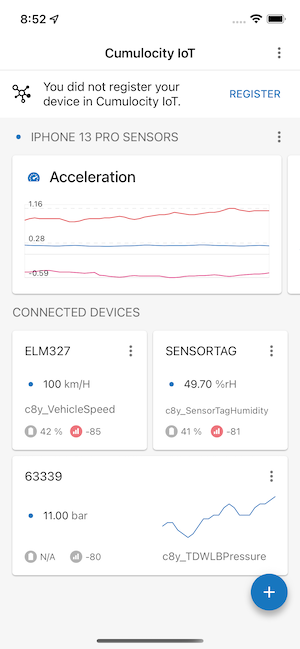 8:52
Cumulocity IoT
You did not register your
device in Cumulocity IoT.
REGISTER
IPHONE 13 PRO SENSORS
Acceleration
1.16
0.28
-0.59
CONNECTED DEVICES
ELM327
100 km/H
c8y_VehicleSpeed
42 %
-85
SENSORTAG
49.70 %rH
c8y_SensorTagHumidity
41 %
-81
63339
11.00 bar
N/A
-80
c8y_TDWLBPressure